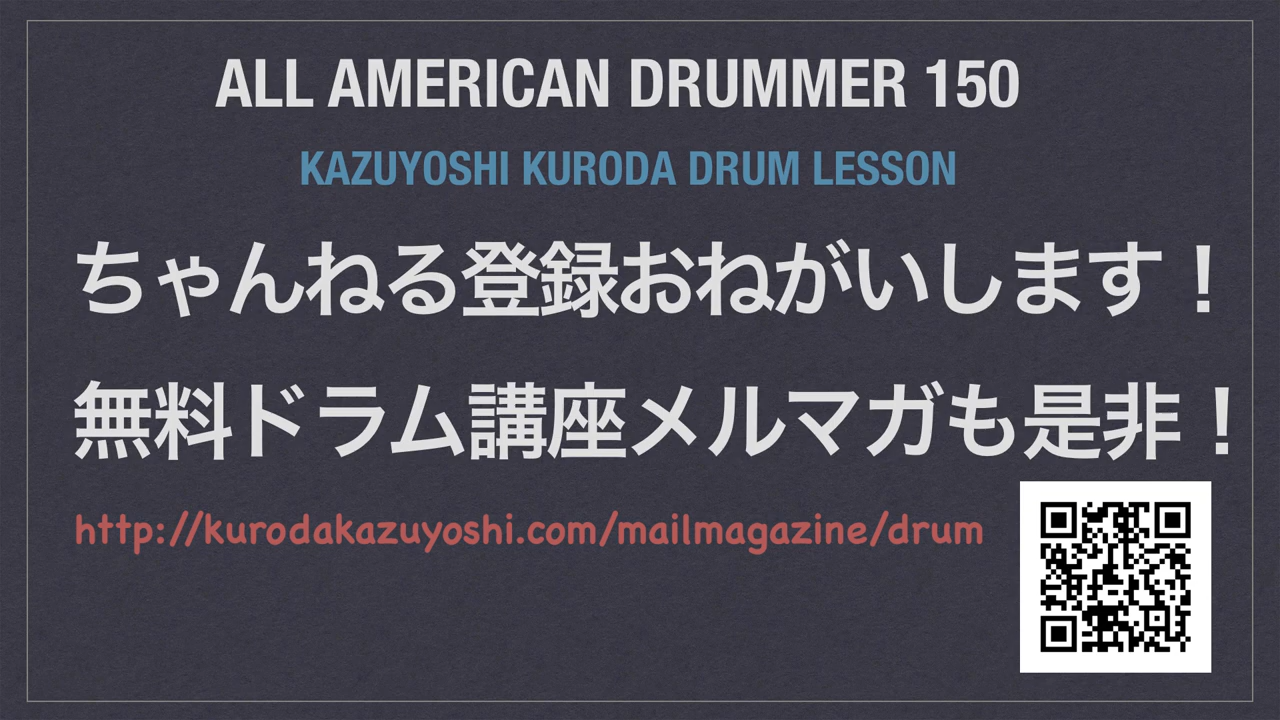 ALL AMERICAN DRUMMER 150
KAZUYOSHI KURODA DRUM LESSON
ちゃんねる登録おねがいします！
無料ドラム講座メルマガも是非！
http://kurodakazuyoshi.com/mailmagazine/drum